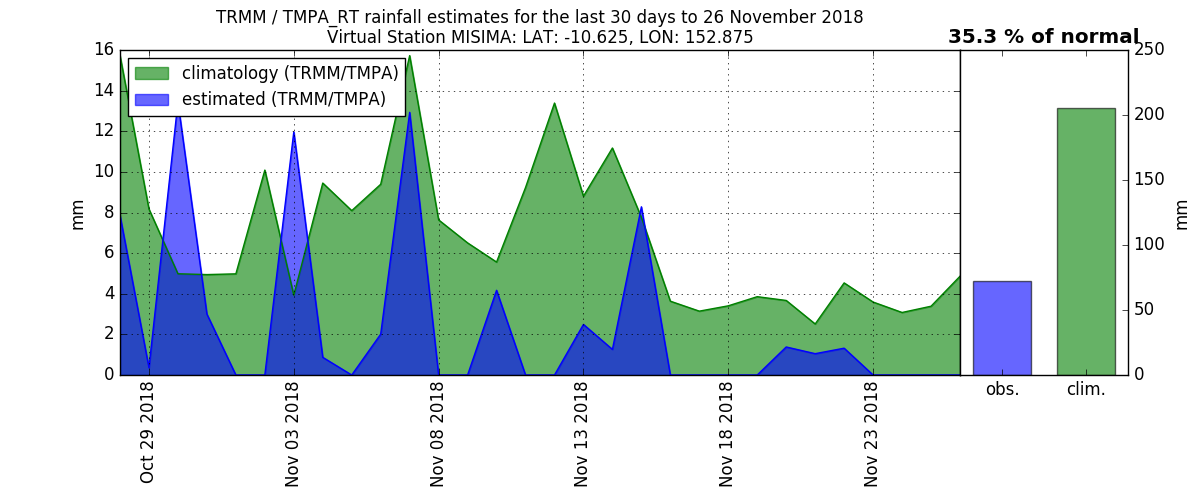 TRMM / TMPA_RT rainfall estimates for the last 30 days to 26 November 2018
Virtual Station MISIMA: LAT: -10.625, LON: 152.875
35.3 % of normal
climatology (TRMM/TMPA)
estimated (TRMM/TMPA)
16
14
12
10
8
6
4
2
0
mm
Oct 29 2018
Nov 03 2018
Nov 08 2018
Nov 13 2018
Nov 18 2018
Nov 23 2018
obs.
clim.
250
200
150
100
50
0
mm